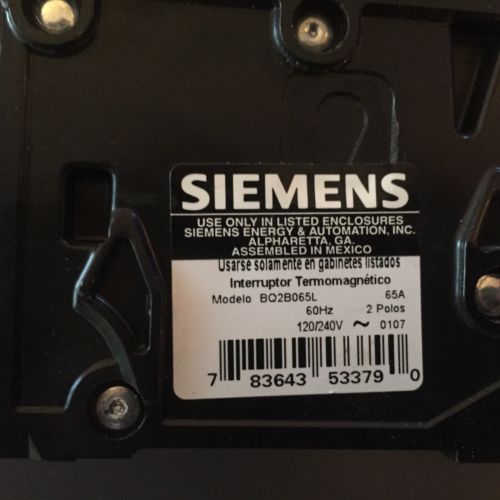 SIEMENS
USE ONLY IN LISTED ENCLOSURES
SIEMENS ENERGY & AUTOMATION, INC.
ALPHARETTA, GA.
ASSEMBLED IN MEXICO
Usarse solamente en gabinetes listados
Interruptor Termomagnético
Modelo BQ2B065L 65A
60Hz 2 Polos
120/240V ~ 0107
7 83643 53379 0